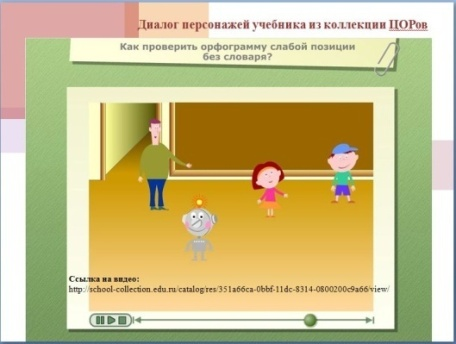 Диалог персонажей учебника из коллекции ЦОРов
Как проверить орфограмму слабой позиции
без словаря?
Ссылка на видео:
http://school-collection.edu.ru/catalog/res/351a66ca-0bbf-11dc-8314-0800200c9a66/view/